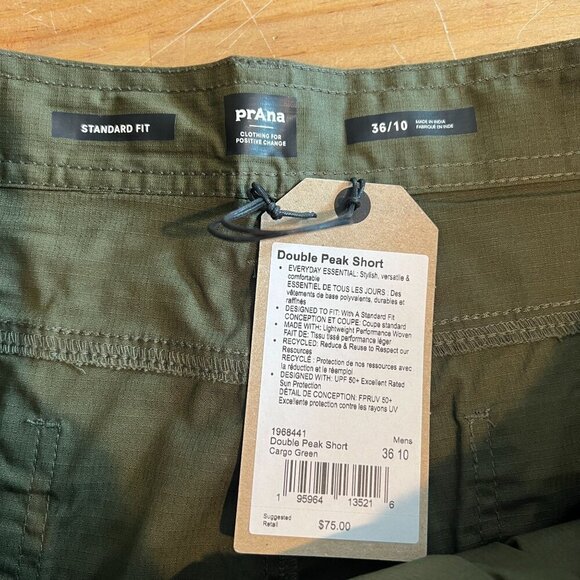 STANDARD FIT
prAna
CLOTHING FOR
POSITIVE CHANGE
36/10
MADE IN INDIA
FABRIQUÉ EN INDE
Double Peak Short
• EVERYDAY ESSENTIAL: Stylish, versatile &
comfortable
ESSENTIEL DE TOUS LES JOURS : Des
vêtements de base polyvalents, durables et
raffinés
• DESIGNED TO FIT: With A Standard Fit
CONCEPTION ET COUPE: Coupe standard
• MADE WITH: Lightweight Performance Woven
FAIT DE: Tissu tissé performance léger
• RECYCLED: Reduce & Reuse to Respect our
Resources
RECYCLÉ : Protection de nos ressources avec
la réduction et le réemploi
• DESIGNED WITH: UPF 50+ Excellent Rated
Sun Protection
DÉTAIL DE CONCEPTION: FPRUV 50+
Excellente protection contre les rayons UV
1968441
Double Peak Short Mens
Cargo Green 36 10
1 95964 13521 6
Suggested
Retail $75.00